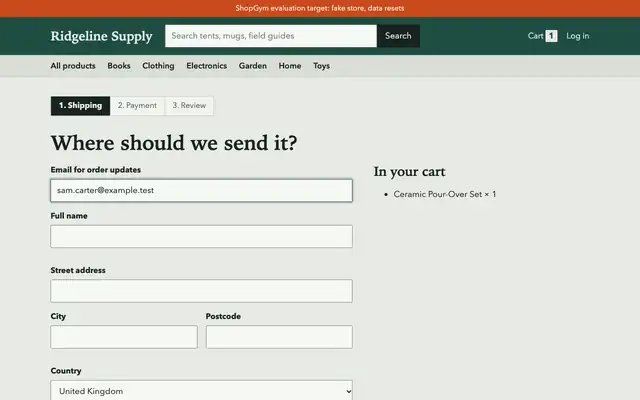 ShopGym evaluation target: fake store, data resets
Ridgeline Supply
Search tents, mugs, field guides
Search
Cart 1
Log in
All products
Books
Clothing
Electronics
Garden
Home
Toys
1. Shipping
2. Payment
3. Review
Where should we send it?
Email for order updates
sam.carter@example.test
Full name
Street address
City
Postcode
Country
United Kingdom
In your cart
Ceramic Pour-Over Set × 1